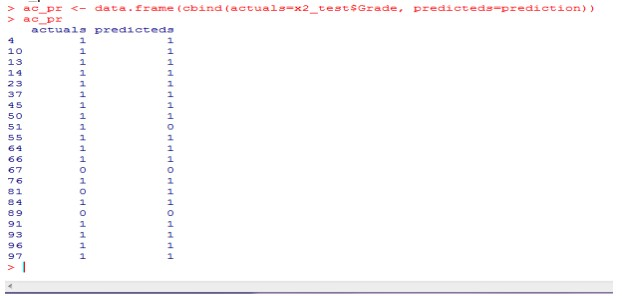 > ac_pr <- data.frame(cbind(actuals=x2_test$Grade, predicteds=prediction))
> ac_pr
actuals predicteds
4 1 1
10 1 1
13 1 1
14 1 1
23 1 1
37 1 1
45 1 1
50 1 1
51 1 0
55 1 1
64 1 1
66 1 1
67 0 0
76 1 1
81 0 1
84 1 1
89 0 0
91 1 1
93 1 1
96 1 1
97 1 1
>